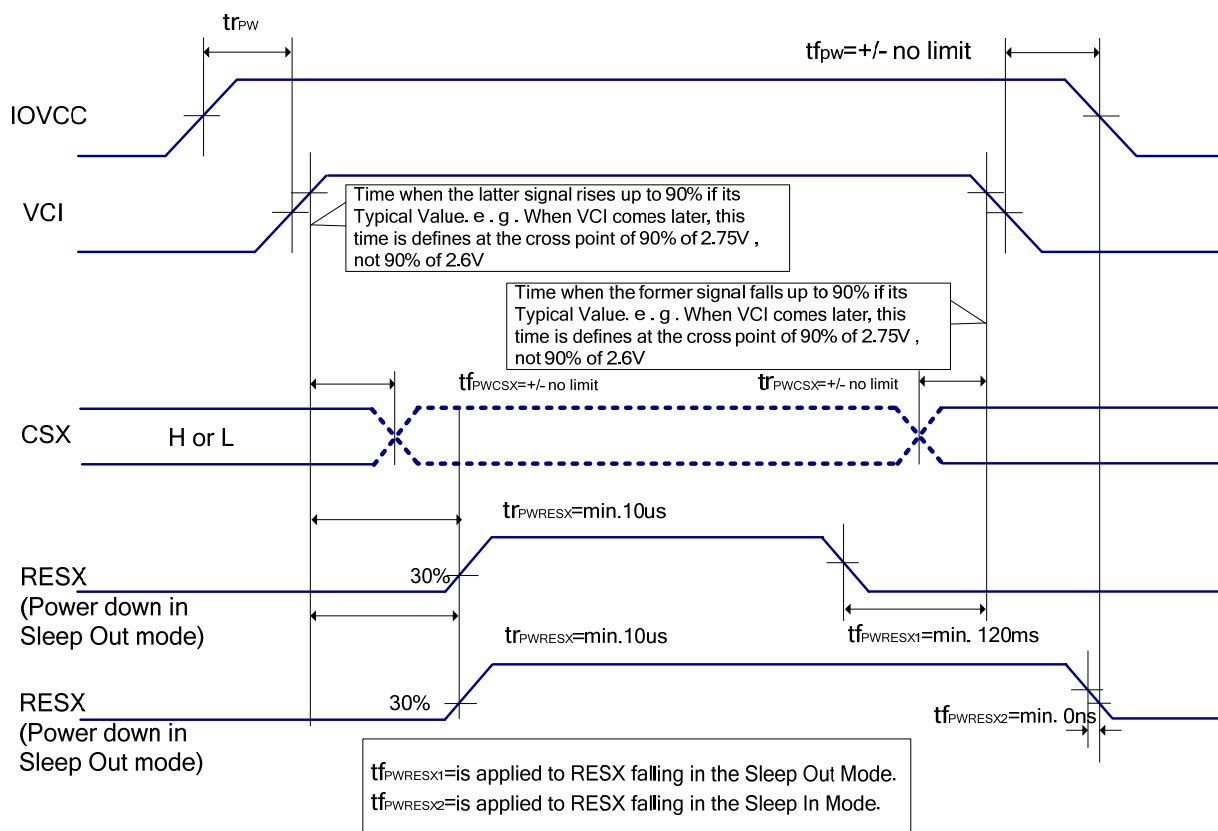 trPW
tfpw=+/- no limit
IOVCC
VCI
Time when the latter signal rises up to 90% if its
Typical Value. e . g . When VCI comes later, this
time is defines at the cross point of 90% of 2.75V ,
not 90% of 2.6V
Time when the former signal falls up to 90% if its
Typical Value. e . g . When VCI comes later, this
time is defines at the cross point of 90% of 2.75V ,
not 90% of 2.6V
tfPWCSX=+/- no limit
trPWCSX=+/- no limit
CSX
H or L
trPWRESX=min.10us
30%
RESX
(Power down in
Sleep Out mode)
tfPWRESX1=min. 120ms
trPWRESX=min.10us
30%
RESX
(Power down in
Sleep Out mode)
tfPWRESX2=min. 0ns
tfPWRESX1=is applied to RESX falling in the Sleep Out Mode.
tfPWRESX2=is applied to RESX falling in the Sleep In Mode.